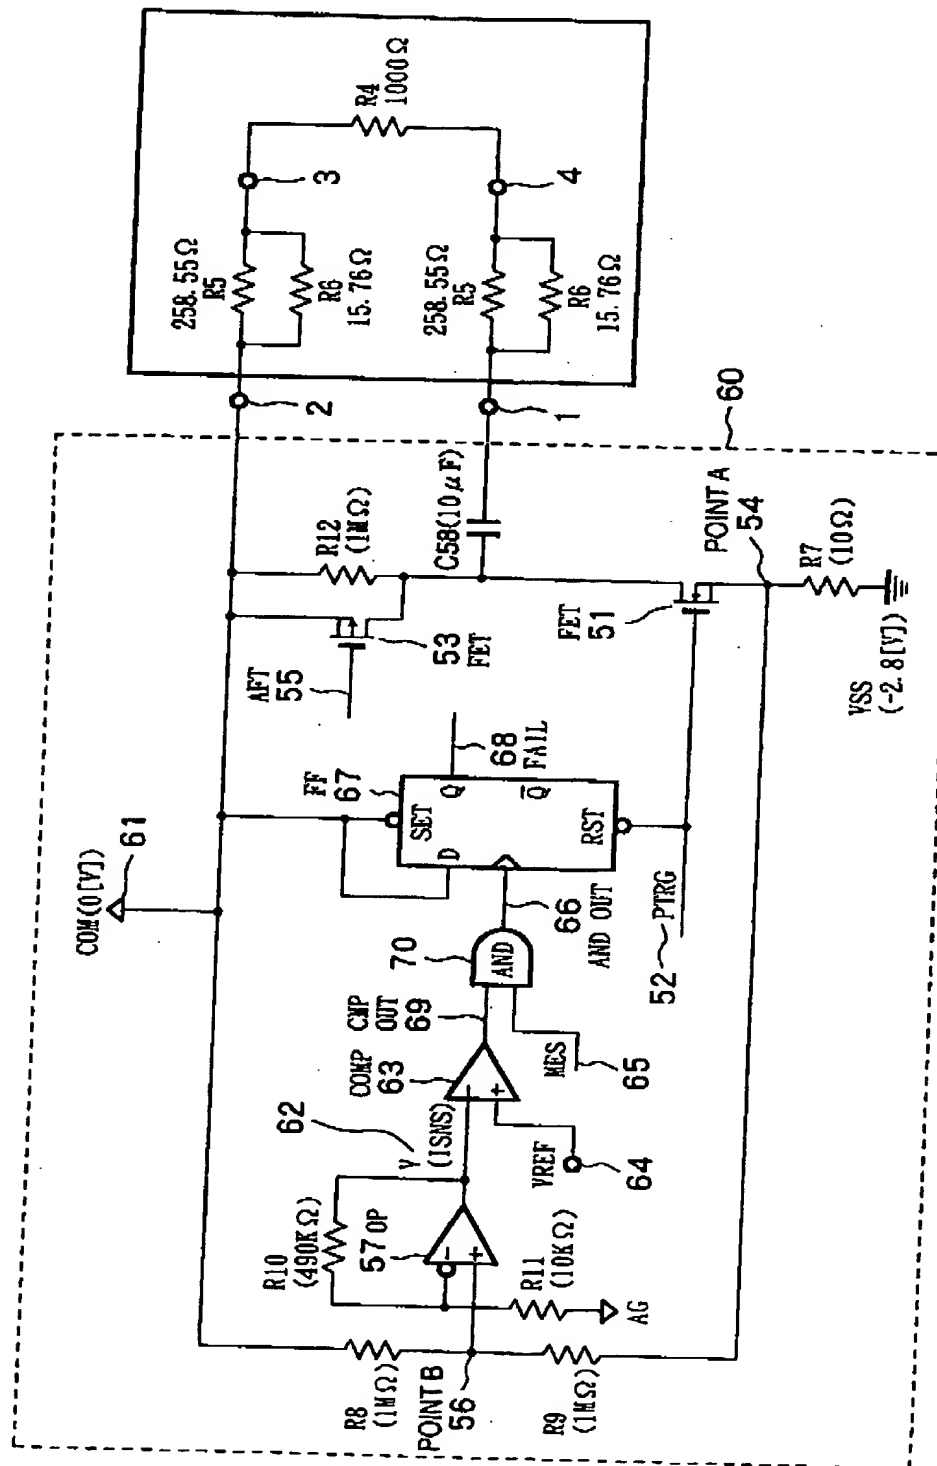 258.55Ω
R5
R6
15.76Ω
R4
1000Ω
3
4
258.55Ω
R5
R6
15.76Ω
2
1
60
COM(0[V])
61
R12
(1MΩ)
C58(10μF)
AFT
55
53
FET
FET
51
POINT A
54
R7
(10Ω)
VSS
(-2.8[V])
FF
67
SET
D
Q
Q
RST
68
FAIL
AND
70
66
AND OUT
52
PTRG
CMP
OUT
69
COMP
63
-
+
MES
65
62
V
(ISNS)
VREF
64
R10
(490KΩ)
57
OP
-
+
R11
(10KΩ)
AG
R8
(1MΩ)
POINT B
56
R9
(1MΩ)